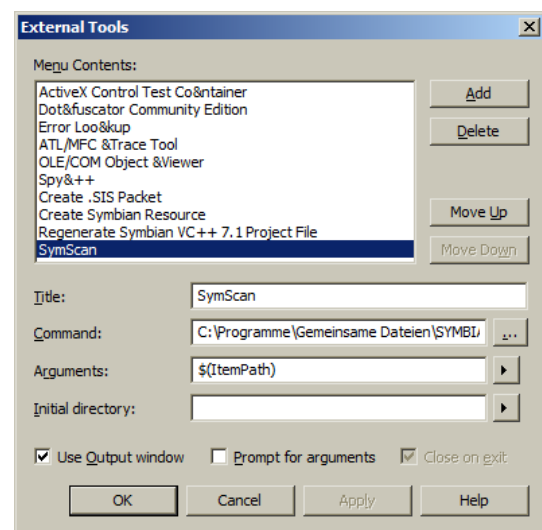 External Tools
Menu Contents:
ActiveX Control Test Co&ntainer
Dot&fuscator Community Edition
Error Loo&kup
ATL/MFC &Trace Tool
OLE/COM Object &Viewer
Spy&++
Create .SIS Packet
Create Symbian Resource
Regenerate Symbian VC++ 7.1 Project File
SymScan
Add
Delete
Move Up
Move Down
Title: SymScan
Command: C:\Programme\Gemeinsame Dateien\SYMBI/ ...
Arguments: $(ItemPath)
Initial directory:
Use Output window Prompt for arguments Close on exit
OK Cancel Apply Help